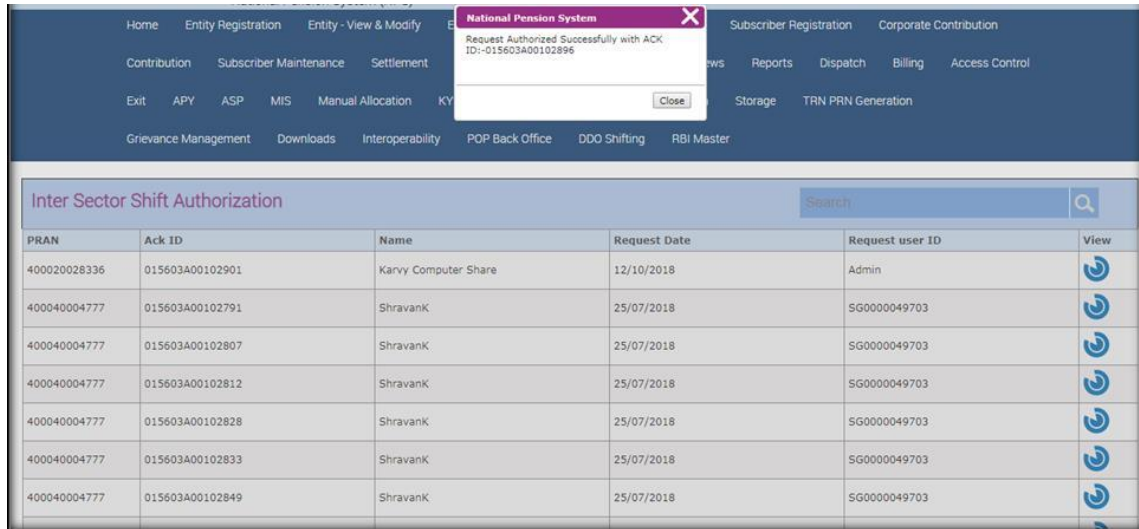 National Pension System
Request Authorized Successfully with ACK
ID:-015603A00102896
Close
Home Entity Registration Entity - View & Modify Subscriber Registration Corporate Contribution
Contribution Subscriber Maintenance Settlement Reports Dispatch Billing Access Control
Exit APY ASP MIS Manual Allocation Storage TRN PRN Generation
Grievance Management Downloads Interoperability POP Back Office DDO Shifting RBI Master
Inter Sector Shift Authorization Search
PRAN Ack ID Name Request Date Request user ID View
400020028336 015603A00102901 Karvy Computer Share 12/10/2018 Admin
400040004777 015603A00102791 ShravanK 25/07/2018 SG0000049703
400040004777 015603A00102807 ShravanK 25/07/2018 SG0000049703
400040004777 015603A00102812 ShravanK 25/07/2018 SG0000049703
400040004777 015603A00102828 ShravanK 25/07/2018 SG0000049703
400040004777 015603A00102833 ShravanK 25/07/2018 SG0000049703
400040004777 015603A00102849 ShravanK 25/07/2018 SG0000049703